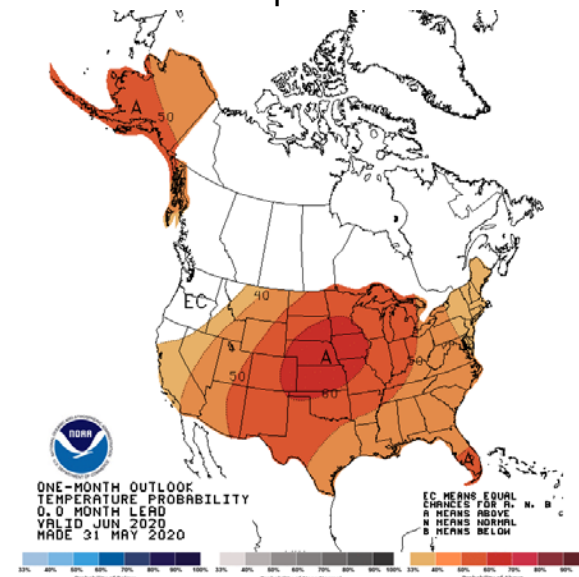 A
50
EC
40
A
50
60
50
A
NOAA
ONE-MONTH OUTLOOK
TEMPERATURE PROBABILITY
0.0 MONTH LEAD
VALID JUN 2020
MADE 31 MAY 2020
EC MEANS EQUAL
CHANCES FOR A, N, B
A MEANS ABOVE
N MEANS NORMAL
B MEANS BELOW
33% 40% 50% 60% 70% 80% 90% 100%
33% 40% 50% 60% 70% 80% 90% 100%
33% 40% 50% 60% 70% 80% 90%